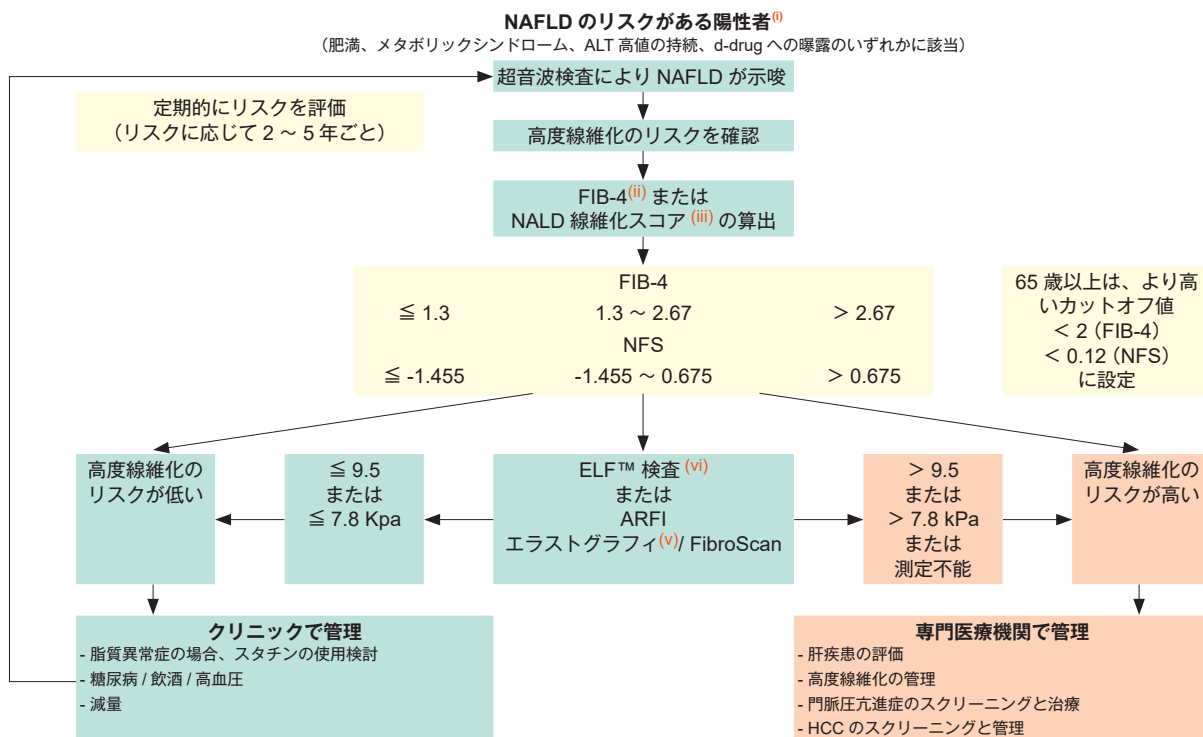 NAFLD のリスクがある陽性者(i)
（肥満、メタボリックシンドローム、ALT 高値の持続、d-drug への曝露のいずれかに該当）
超音波検査により NAFLD が示唆
定期的にリスクを評価
（リスクに応じて 2 ～ 5 年ごと）
高度線維化のリスクを確認
FIB-4(ii) または
NALD 線維化スコア (iii) の算出
FIB-4
≦ 1.3 1.3 ～ 2.67 ＞ 2.67
NFS
≦ -1.455 -1.455 ～ 0.675 ＞ 0.675
65 歳以上は、より高
いカットオフ値
＜ 2（FIB-4）
＜ 0.12（NFS）
に設定
高度線維化の
リスクが低い
≦ 9.5
または
≦ 7.8 Kpa
ELF™ 検査 (vi)
または
ARFI
エラストグラフィ(v)/ FibroScan
＞ 9.5
または
＞ 7.8 kPa
または
測定不能
高度線維化の
リスクが高い
クリニックで管理
- 脂質異常症の場合、スタチンの使用検討
- 糖尿病 / 飲酒 / 高血圧
- 減量
専門医療機関で管理
- 肝疾患の評価
- 高度線維化の管理
- 門脈圧亢進症のスクリーニングと治療
- HCC のスクリーニングと管理